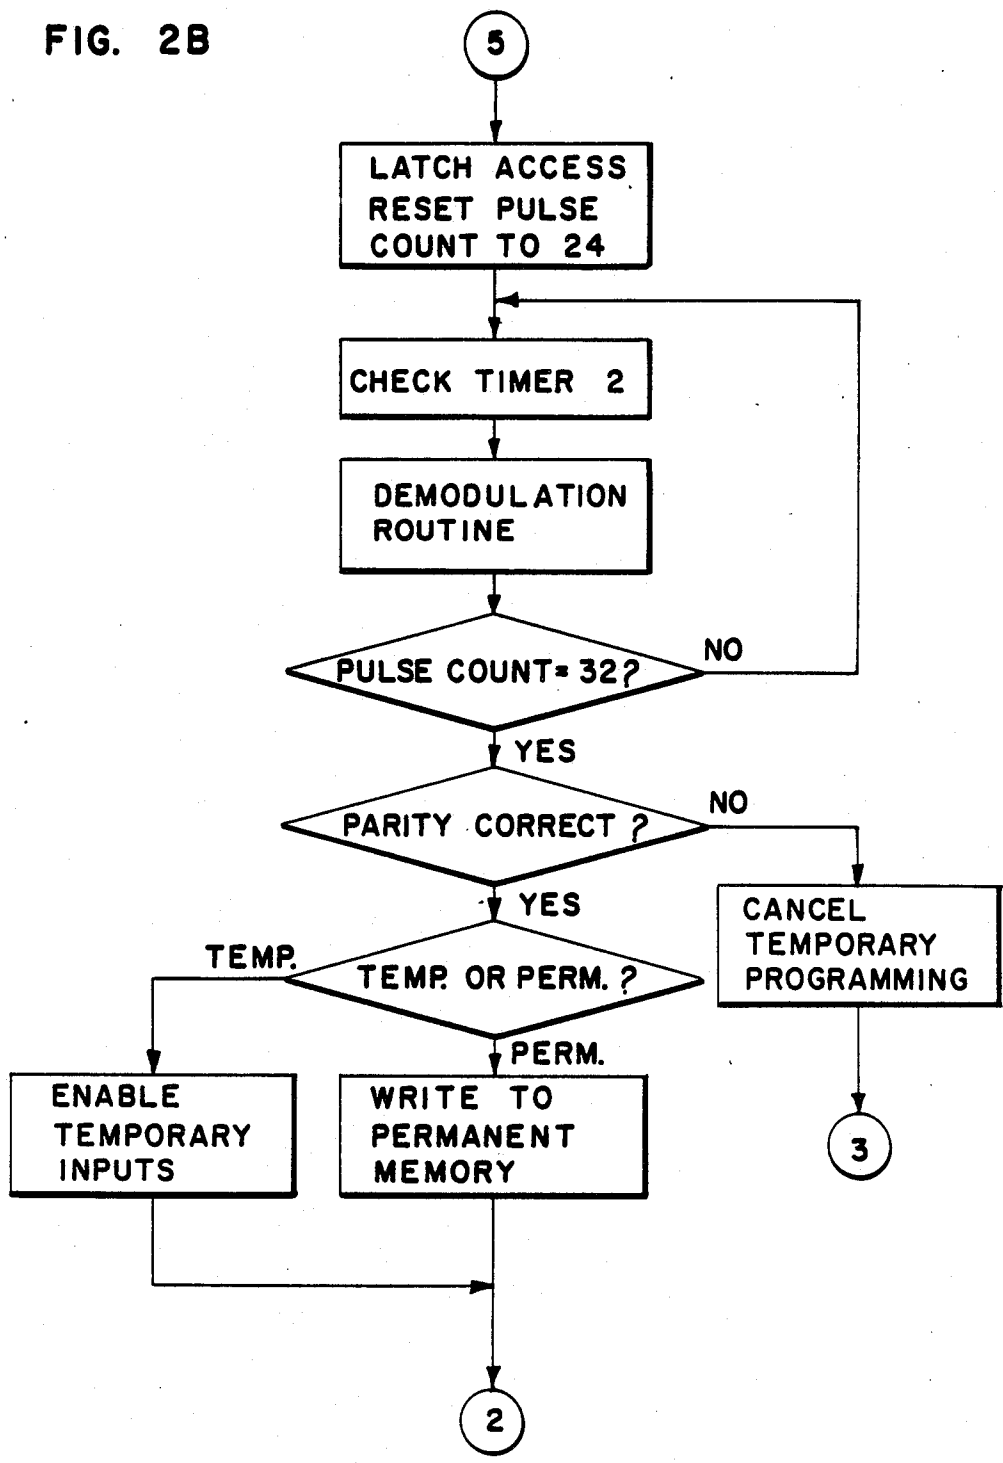 FIG. 2B
5
LATCH ACCESS
RESET PULSE
COUNT TO 24
CHECK TIMER 2
DEMODULATION
ROUTINE
PULSE COUNT = 32?
NO
YES
PARITY CORRECT ?
NO
YES
CANCEL
TEMPORARY
PROGRAMMING
TEMP.
TEMP. OR PERM. ?
PERM.
ENABLE
TEMPORARY
INPUTS
WRITE TO
PERMANENT
MEMORY
3
2